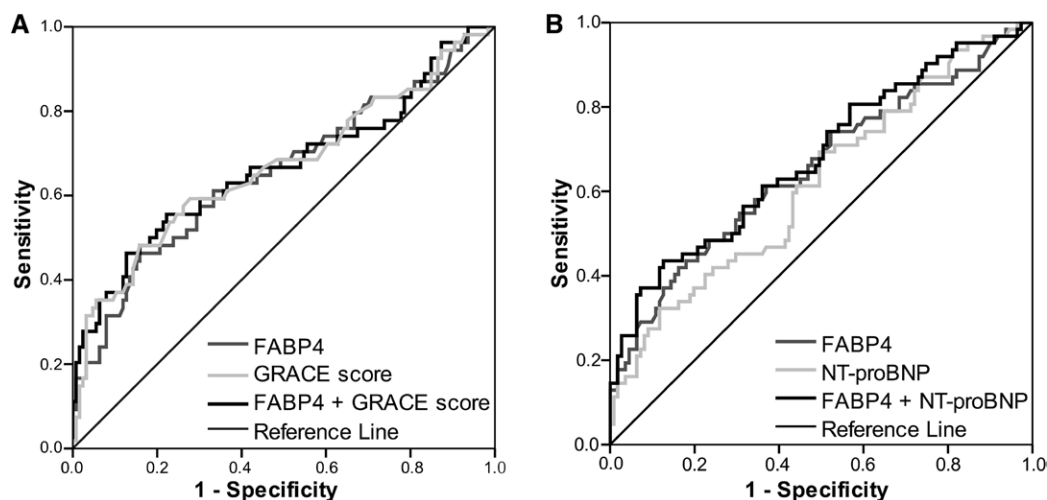 A
1.0
0.8
0.6
0.4
0.2
0.0
Sensitivity
FABP4
GRACE score
FABP4 + GRACE score
Reference Line
0.0 0.2 0.4 0.6 0.8 1.0
1 - Specificity
B
1.0
0.8
0.6
0.4
0.2
0.0
Sensitivity
FABP4
NT-proBNP
FABP4 + NT-proBNP
Reference Line
0.0 0.2 0.4 0.6 0.8 1.0
1 - Specificity